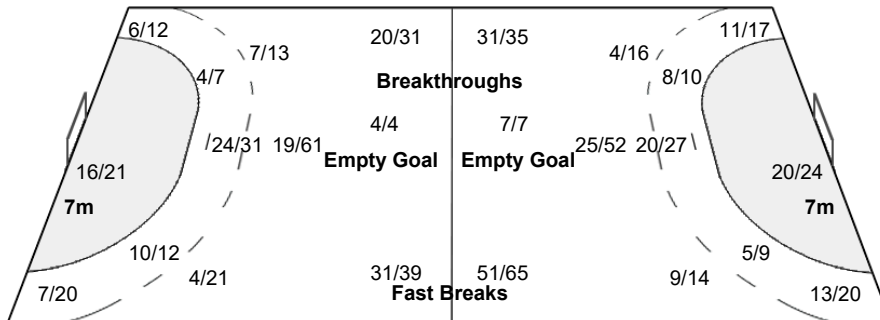 6/12 20/31 31/35 11/17
7/13 4/16
4/7 Breakthroughs 8/10
4/4 7/7
24/31 19/61 25/52 20/27
Empty Goal Empty Goal
16/21 20/24
7m 7m
10/12 5/9
4/21 31/39 51/65 9/14
7/20 Fast Breaks 13/20